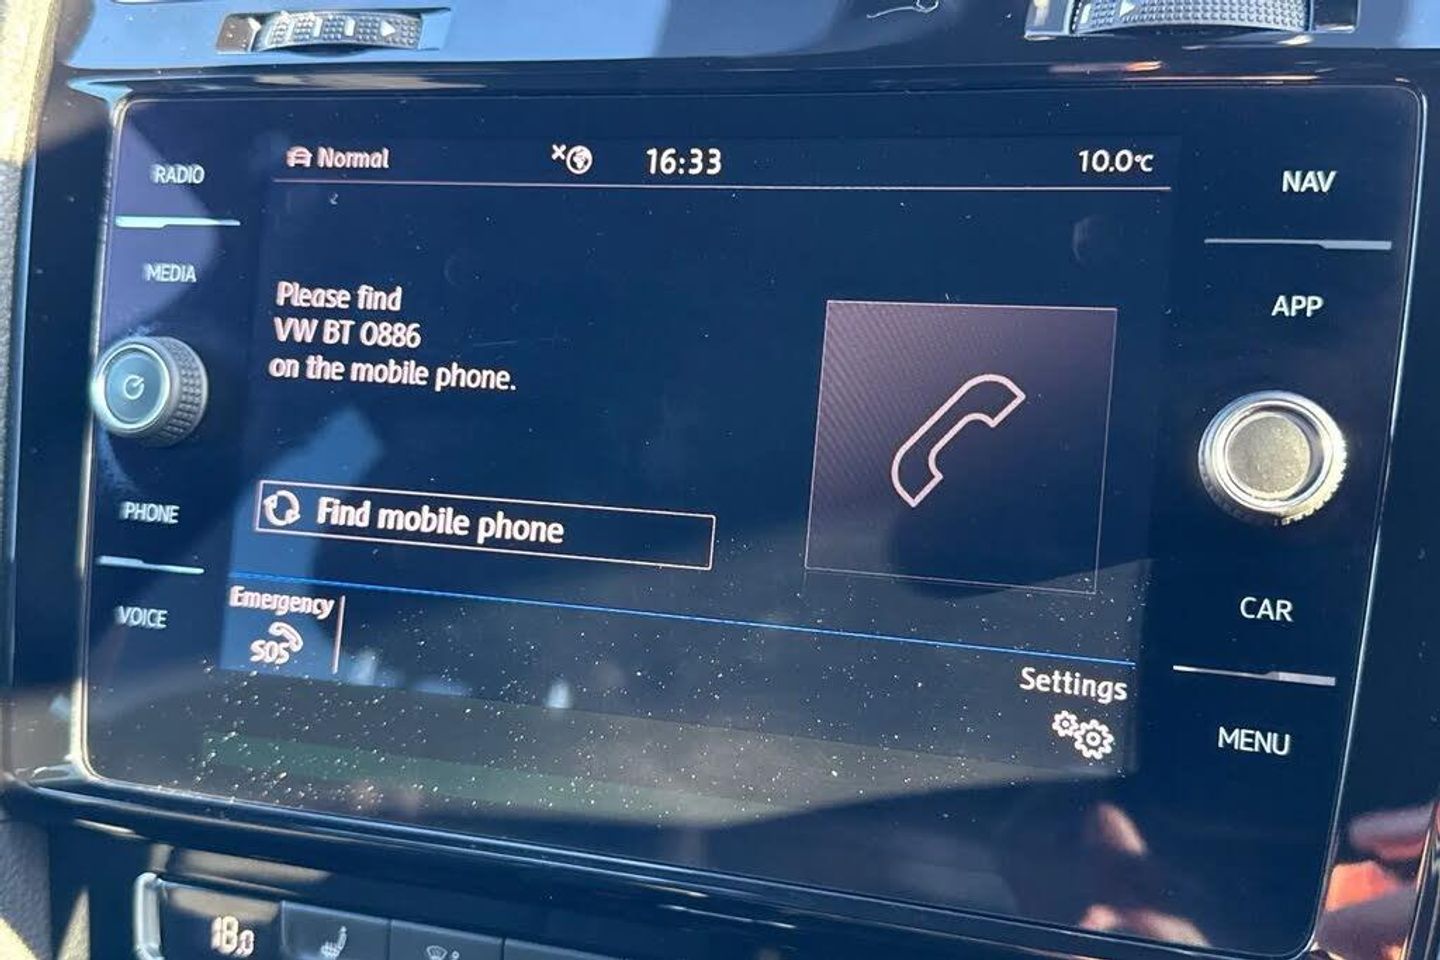 RADIO
MEDIA
PHONE
VOICE
Normal
16:33
10.0°C
Please find
VW BT 0886
on the mobile phone.
Find mobile phone
Emergency
SOS
Settings
NAV
APP
CAR
MENU
18.0